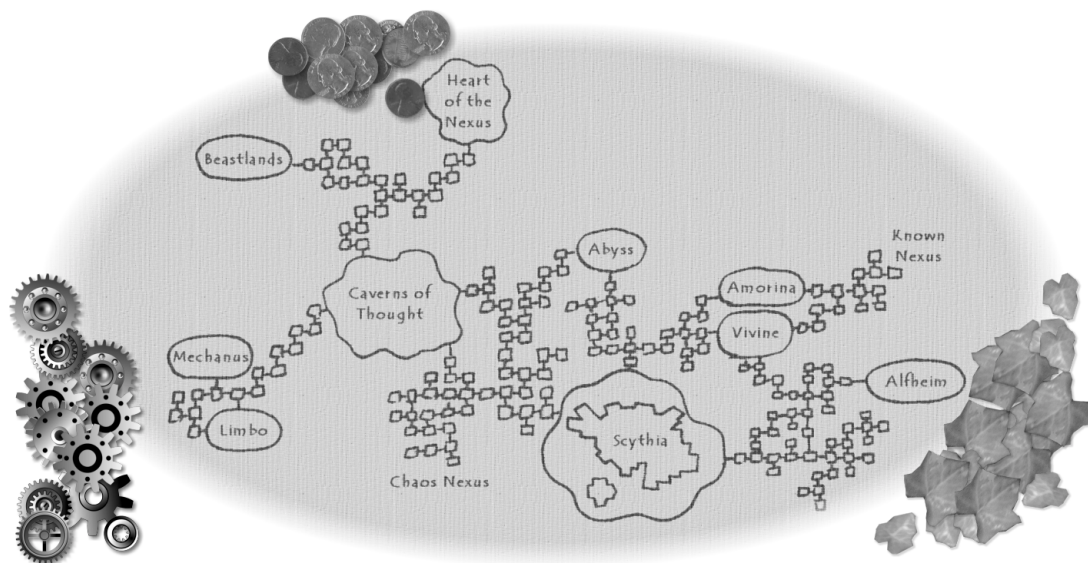 Heart
of the
Nexus
Beastlands
Known
Nexus
Abyss
Amorina
Caverns of
Thought
Vivine
Mechanus
Alfheim
Limbo
Scythia
Chaos Nexus